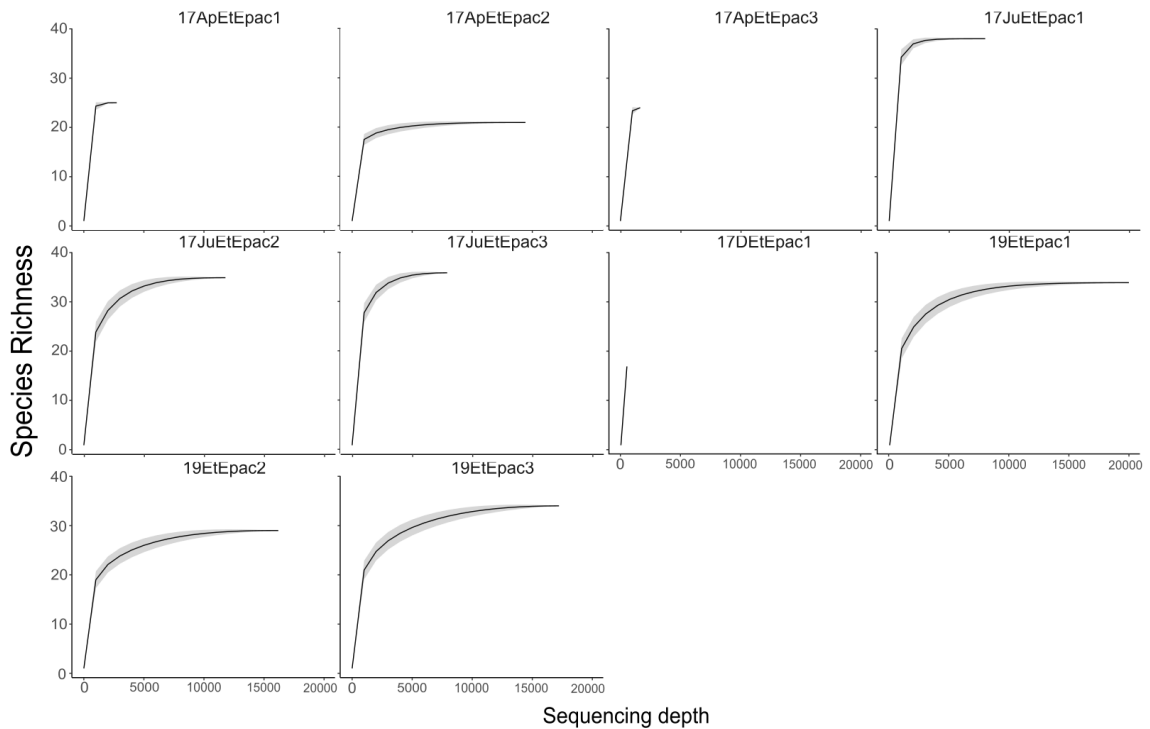 17ApEtEpac1 17ApEtEpac2 17ApEtEpac3 17JuEtEpac1
40
30
20
10
0
17JuEtEpac2 17JuEtEpac3 17DEtEpac1 19EtEpac1
40
30
20
10
0
0 5000 10000 15000 20000 0 5000 10000 15000 20000
Species Richness
19EtEpac2 19EtEpac3
40
30
20
10
0
0 5000 10000 15000 20000 0 5000 10000 15000 20000
Sequencing depth